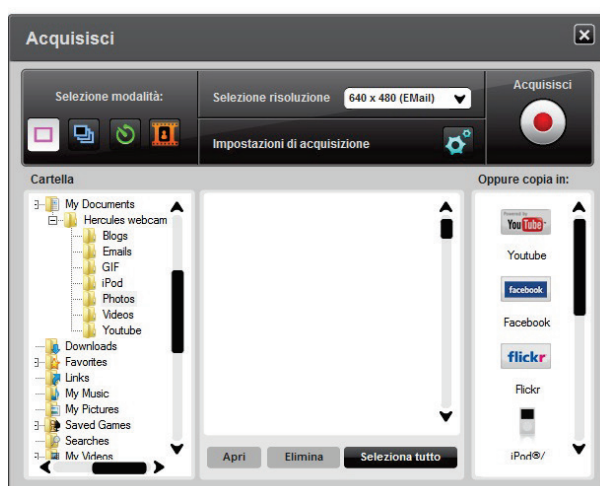 Acquisisci
Selezione modalità:
Selezione risoluzione 640 x 480 (EMail)
Acquisisci
Impostazioni di acquisizione
Cartella
Oppure copia in:
My Documents
Hercules webcam
Blogs
Emails
GIF
iPod
Photos
Videos
Youtube
Downloads
Favorites
Links
My Music
My Pictures
Saved Games
Searches
My Videos
Powered by
YouTube
Youtube
facebook
Facebook
flickr
Flickr
iPod®/
Apri Elimina Seleziona tutto